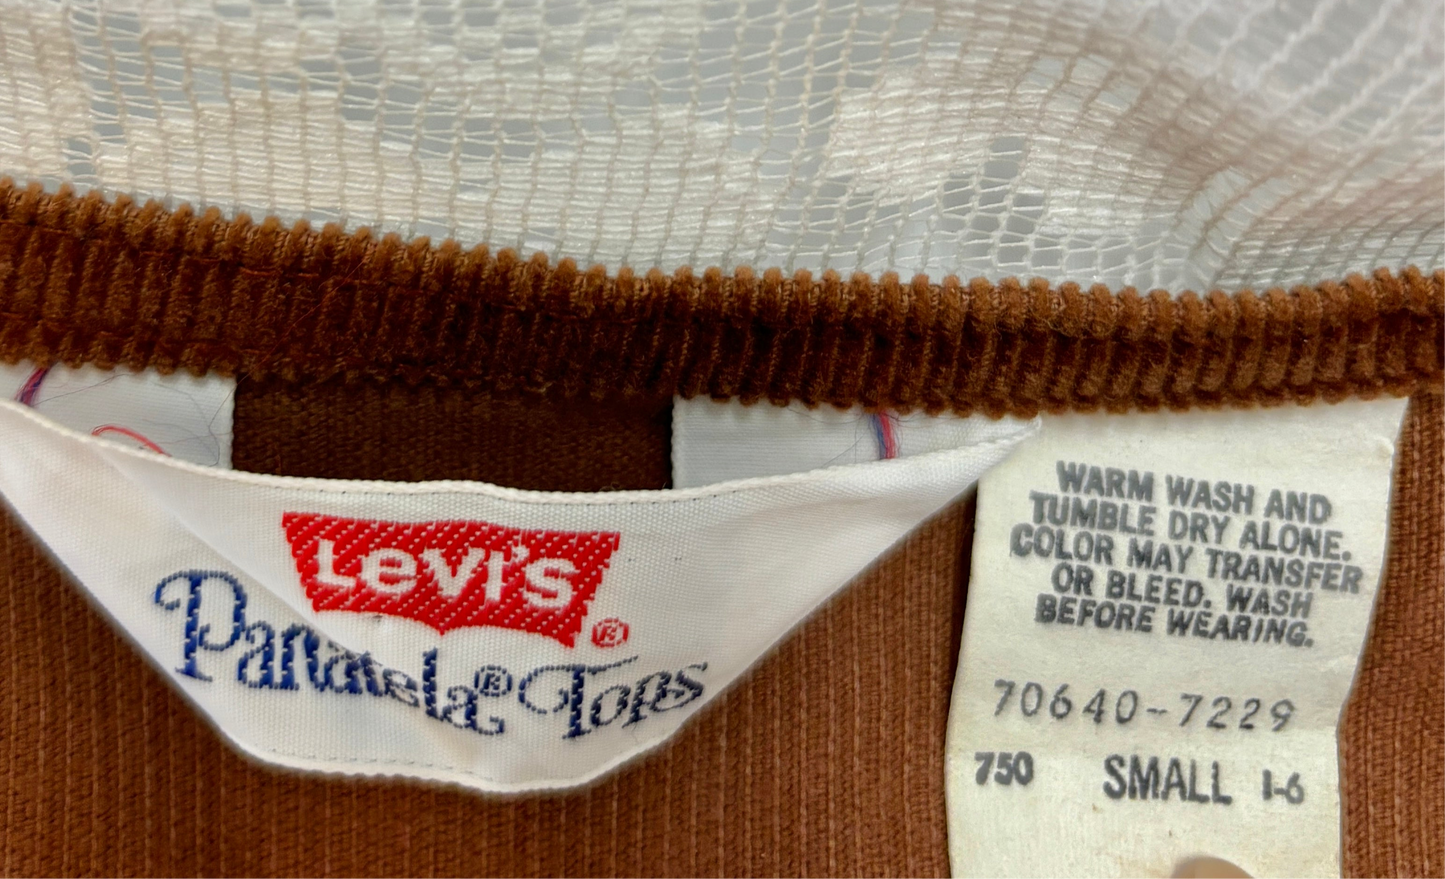 Levi's ®
Panatela® Tops
WARM WASH AND
TUMBLE DRY ALONE.
COLOR MAY TRANSFER
OR BLEED. WASH
BEFORE WEARING.
70640-7229
750 SMALL 1-6